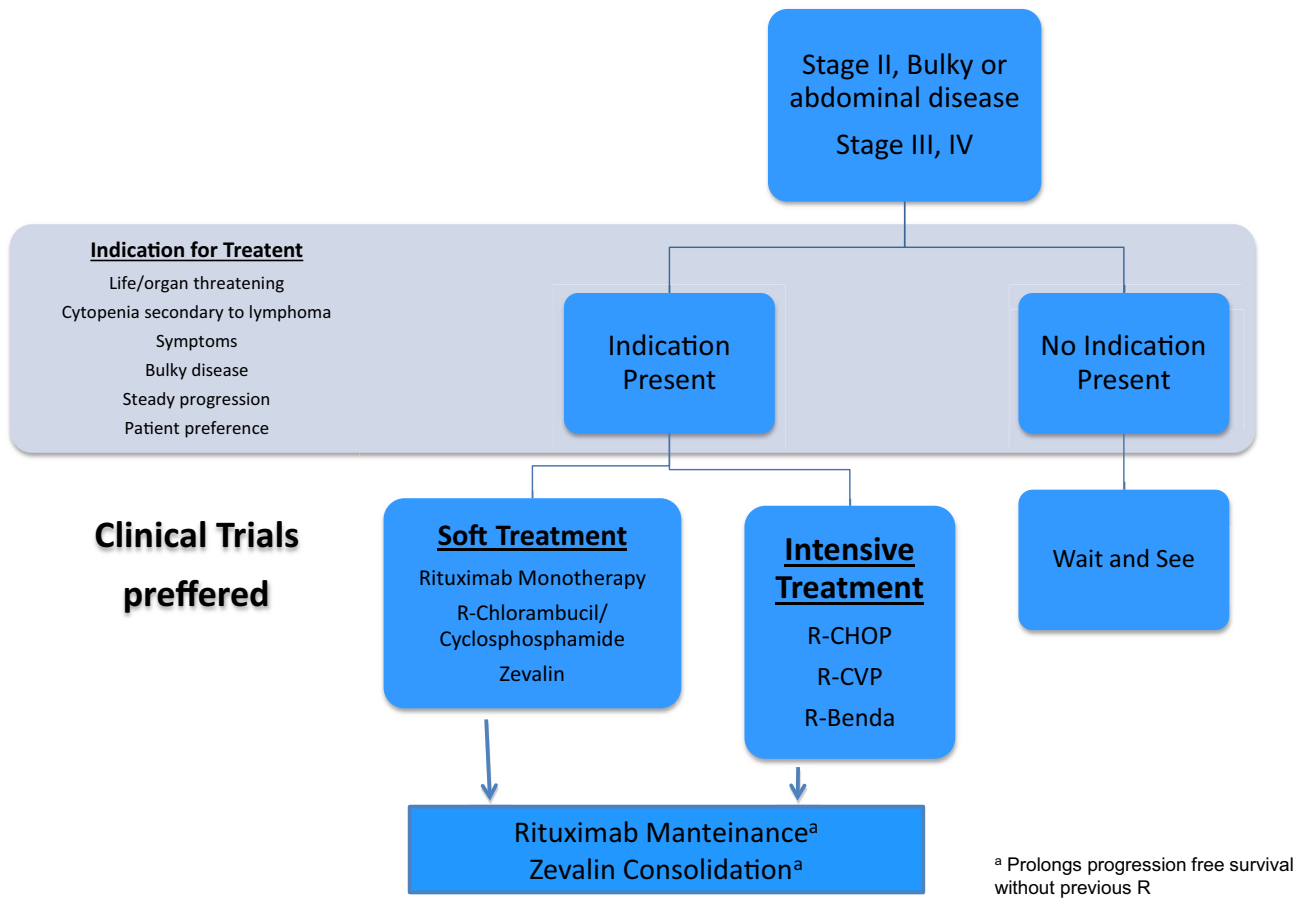 Stage II, Bulky or
abdominal disease
Stage III, IV
Indication for Treatent
Life/organ threatening
Cytopenia secondary to lymphoma
Symptoms
Bulky disease
Steady progression
Patient preference
Indication
Present
No Indication
Present
Clinical Trials
preffered
Soft Treatment
Rituximab Monotherapy
R-Chlorambucil/
Cyclosphosphamide
Zevalin
Intensive
Treatment
R-CHOP
R-CVP
R-Benda
Wait and See
Rituximab Manteinanceᵃ
Zevalin Consolidationᵃ
ᵃ Prolongs progression free survival
without previous R